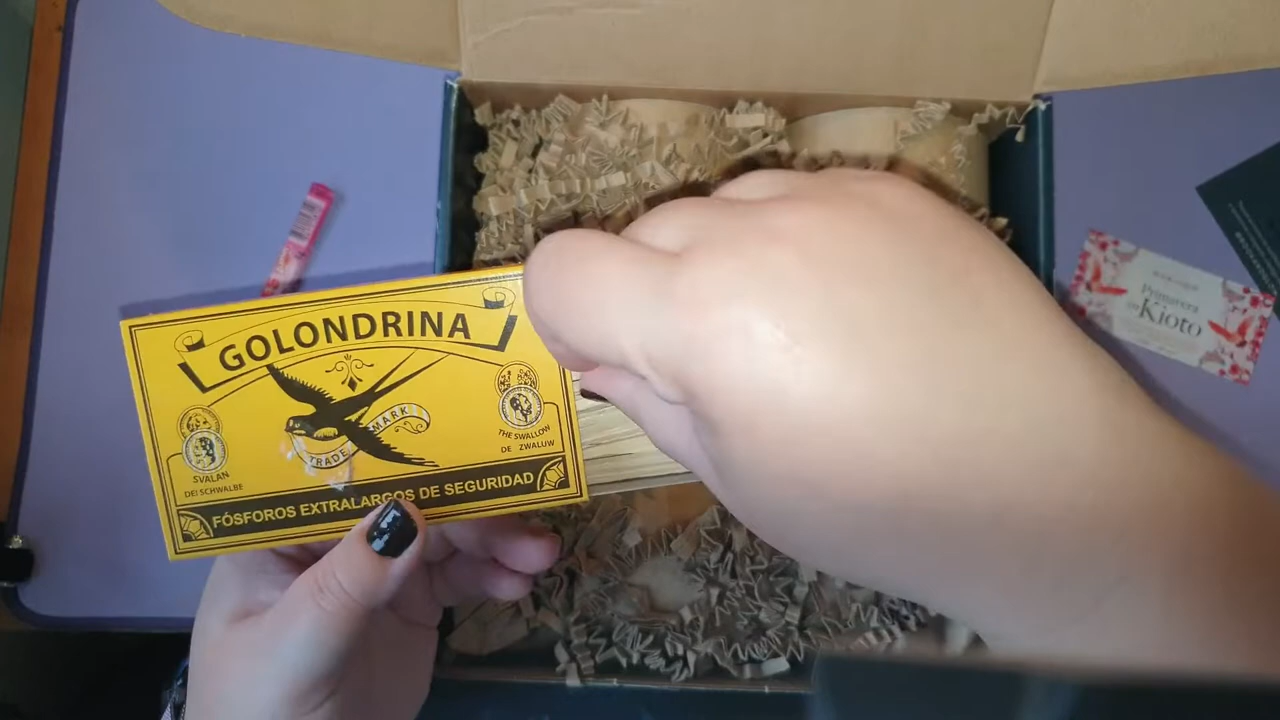 GOLONDRINA
TRADE MARK
SVALAN
DEI SCHWALBE
THE SWALLOW
DE ZWALUW
FÓSFOROS EXTRALARGOS DE SEGURIDAD
Primavera
en Kioto